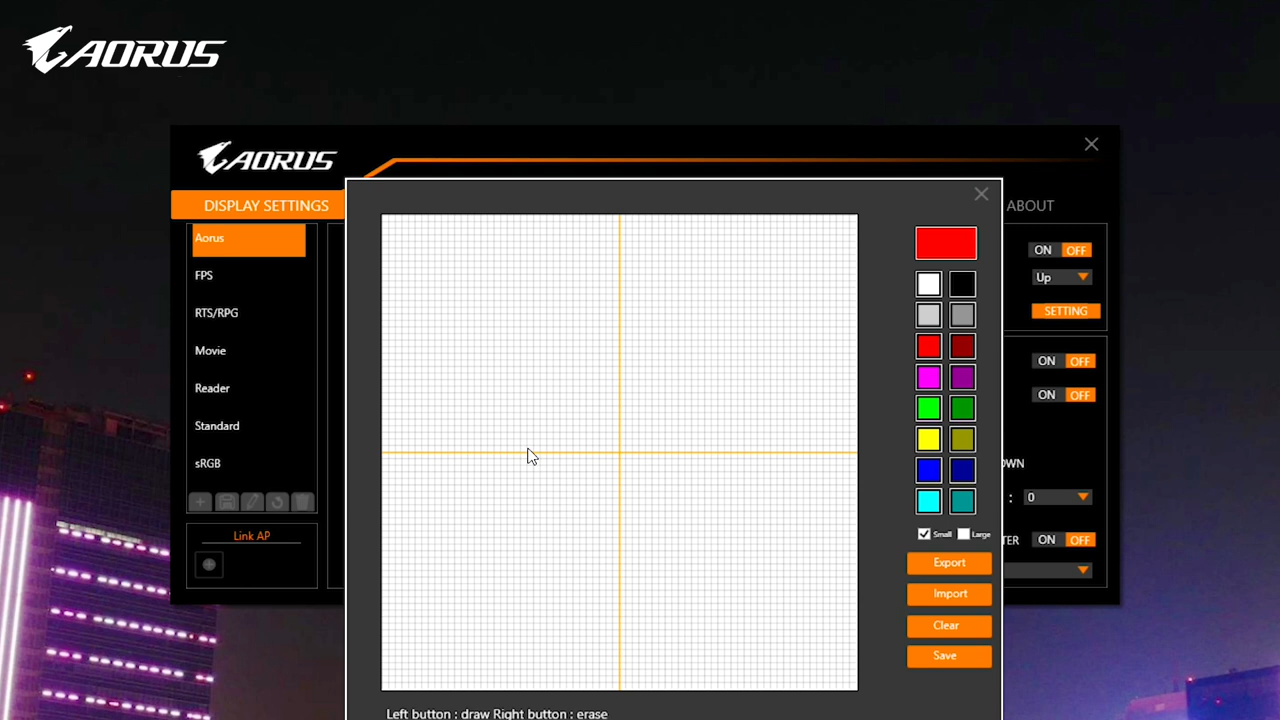 AORUS
AORUS
DISPLAY SETTINGS
ABOUT
Aorus
FPS
RTS/RPG
Movie
Reader
Standard
sRGB
Link AP
ON OFF
Up
SETTING
ON OFF
ON OFF
OWN
: 0
TER ON OFF
Small Large
Export
Import
Clear
Save
Left button : draw Right button : erase